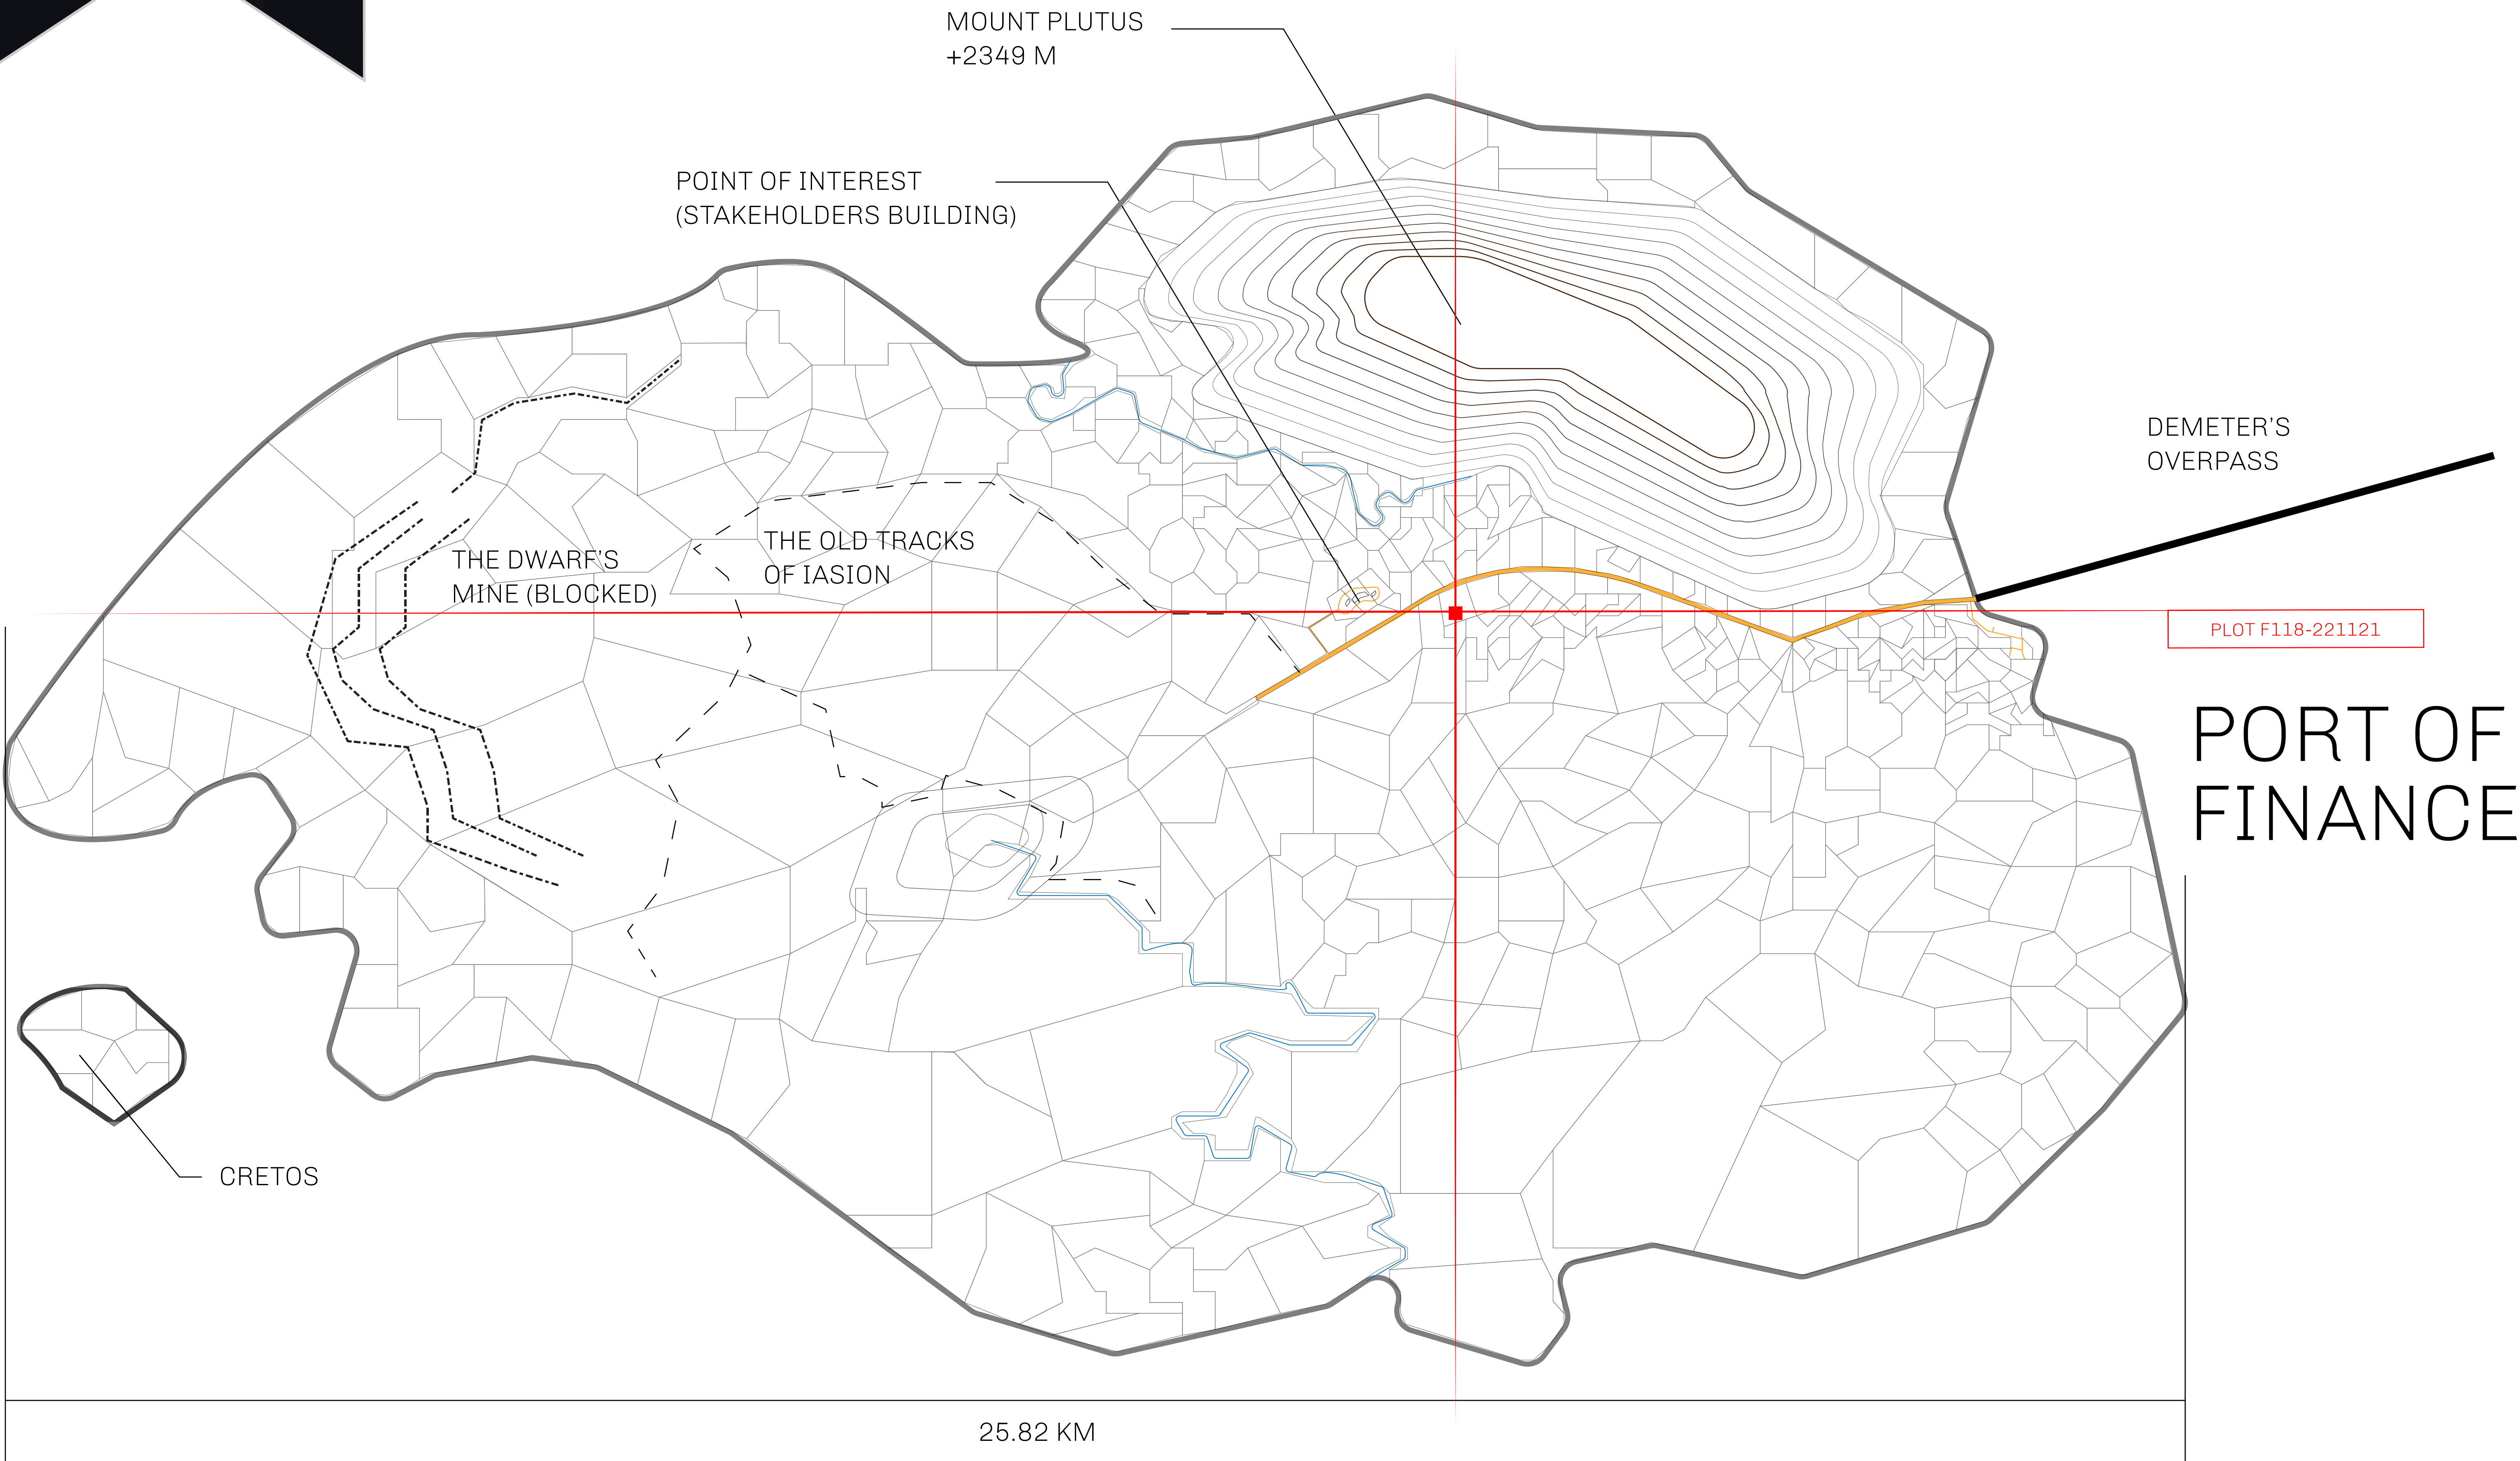 MOUNT PLUTUS
+2349 M
POINT OF INTEREST
(STAKEHOLDERS BUILDING)
DEMETER'S
OVERPASS
THE OLD TRACKS
OF IASION
THE DWARF'S
MINE (BLOCKED)
PLOT F118-221121
PORT OF
FINANCE
CRETOS
25.82 KM